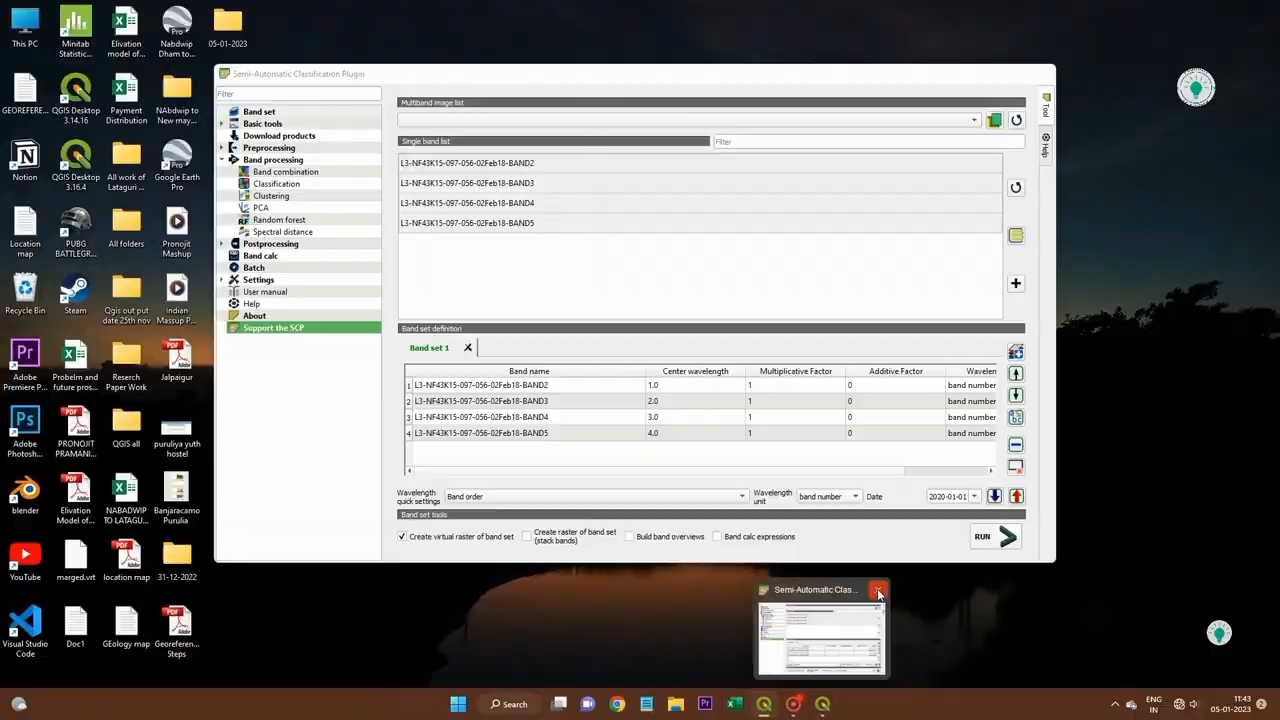 This PC
Minitab
Statistic...
Elivation
model of...
Nabdwip
Dham to...
05-01-2023
GEOREFERE...
QGIS Desktop
3.14.16
Payment
Distribution
NAbdwip to
New may...
Notion
QGIS Desktop
3.16.4
All work of
Lataguri ...
Google Earth
Pro
Location
map
PUBG
BATTLEGR...
All folders
Pronojit
Mashup
Recycle Bin
Steam
Qgis out put
date 25th nov
Indian
Massup P...
Adobe
Premiere P...
Probelm and
future pros...
Reserch
Paper Work
Jalpaigur
Adobe
Photosh...
PRONOJIT
PRAMANI...
QGIS all
puruliya yuth
hostel
blender
Elivation
Model of...
NABADWIP
TO LATAGU...
Banjaracamo
Purulia
YouTube
marged.vrt
location map
31-12-2022
Visual Studio
Code
Doc1
GEology map
Georeferen...
Steps
Semi-Automatic Classification Plugin
Filter
Band set
Basic tools
Download products
Preprocessing
Band processing
Band combination
Classification
Clustering
PCA
RF Random forest
Spectral distance
Postprocessing
Band calc
Batch
Settings
User manual
Help
About
Support the SCP
Multiband image list
Single band list
Filter
L3-NF43K15-097-056-02Feb18-BAND2
L3-NF43K15-097-056-02Feb18-BAND3
L3-NF43K15-097-056-02Feb18-BAND4
L3-NF43K15-097-056-02Feb18-BAND5
Band set definition
Band set 1
Band name Center wavelength Multiplicative Factor Additive Factor Wavelen
1 L3-NF43K15-097-056-02Feb18-BAND2 1.0 1 0 band number
2 L3-NF43K15-097-056-02Feb18-BAND3 2.0 1 0 band number
3 L3-NF43K15-097-056-02Feb18-BAND4 3.0 1 0 band number
4 L3-NF43K15-097-056-02Feb18-BAND5 4.0 1 0 band number
Wavelength
quick settings
Band order
Wavelength
unit
band number
Date
2020-01-01
Band set tools
Create virtual raster of band set
Create raster of band set
(stack bands)
Build band overviews
Band calc expressions
RUN
Tool
Help
Semi-Automatic Clas...
Search
ENG
IN
11:43
05-01-2023